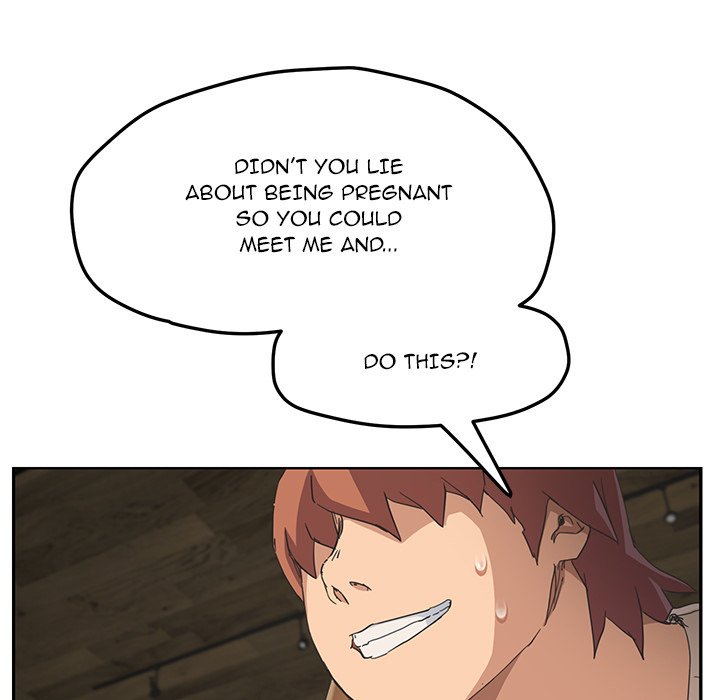 DIDN'T YOU LIE
ABOUT BEING PREGNANT
SO YOU COULD
MEET ME AND...
DO THIS?!